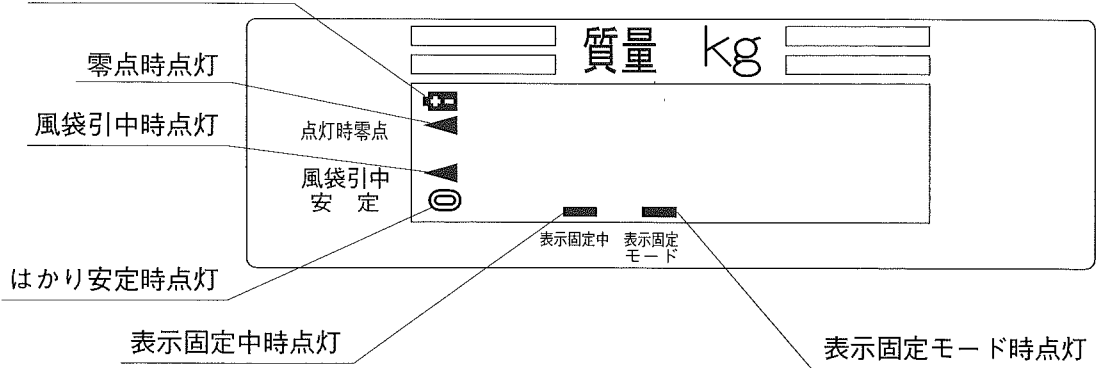 質量 kg
零点時点灯
点灯時零点
風袋引中時点灯
風袋引中
安 定
表示固定中
表示固定
モード
はかり安定時点灯
表示固定中時点灯
表示固定モード時点灯